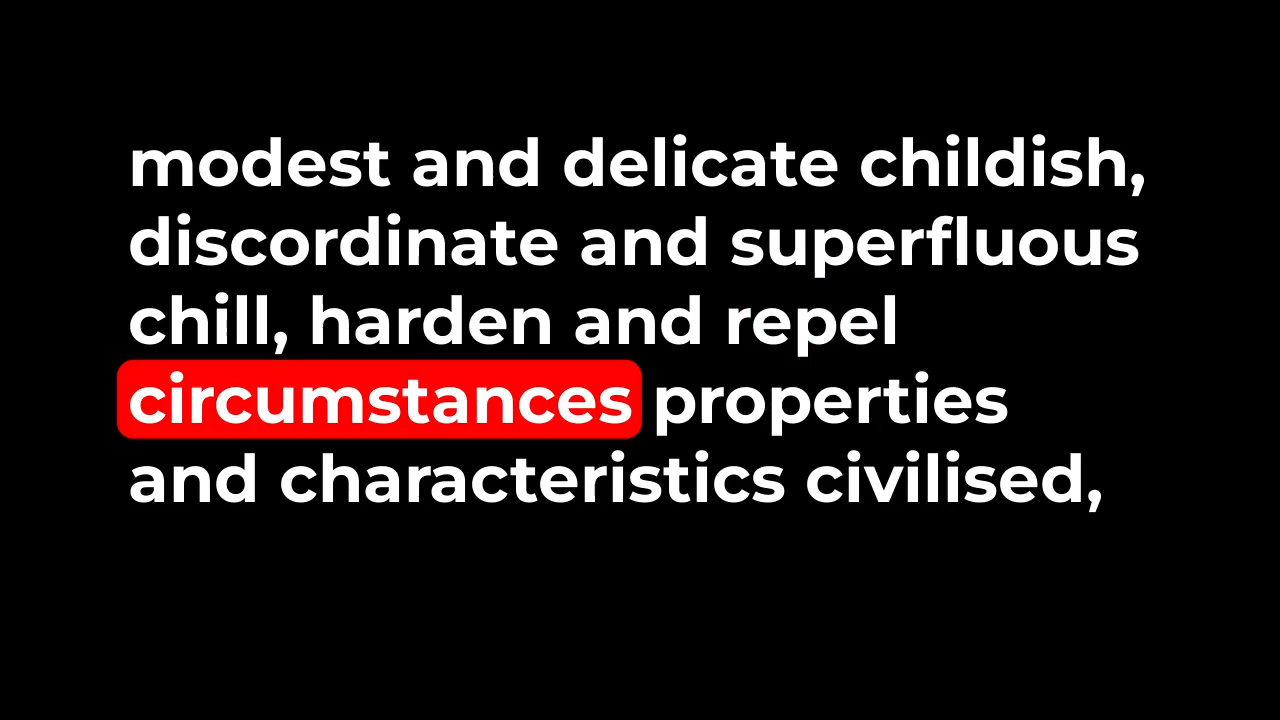 modest and delicate childish,
discordinate and superfluous
chill, harden and repel
circumstances properties
and characteristics civilised,